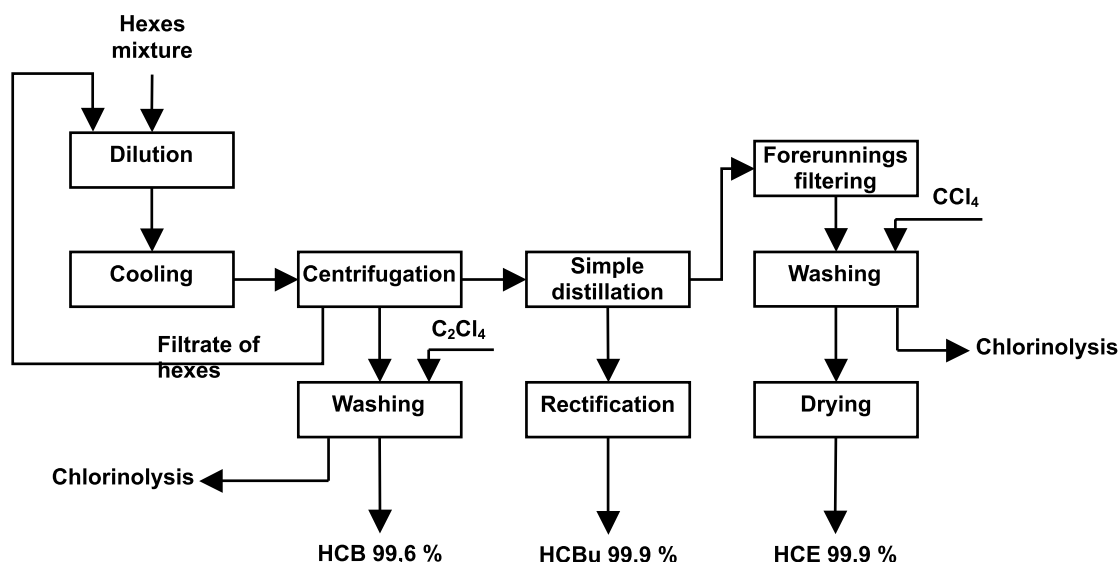 Hexes
mixture
Dilution
Forerunnings
filtering
CCl₄
Cooling
Centrifugation
Simple
distillation
Washing
Filtrate of
hexes
C₂Cl₄
Chlorinolysis
Washing
Rectification
Drying
Chlorinolysis
HCB 99,6 %
HCBu 99,9 %
HCE 99,9 %